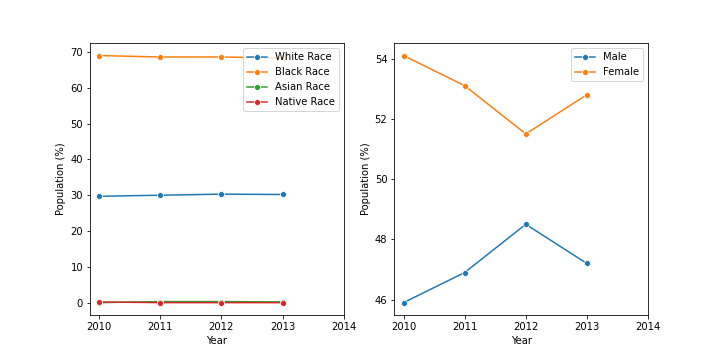 70
60
50
40
30
20
10
0
Population (%)
2010 2011 2012 2013 2014
Year
White Race
Black Race
Asian Race
Native Race
54
52
50
48
46
Population (%)
2010 2011 2012 2013 2014
Year
Male
Female